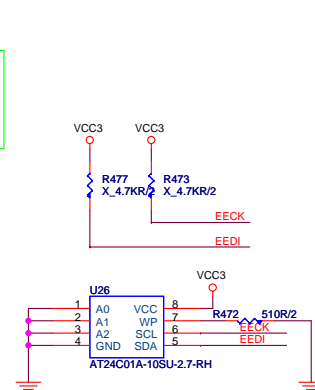 VCC3 VCC3
R477 R473
X_4.7KR/2 X_4.7KR/2
EECK
EEDI
VCC3
U26
1 A0 VCC 8
2 A1 WP 7 R472 510R/2
3 A2 SCL 6 EECK
4 GND SDA 5 EEDI
AT24C01A-10SU-2.7-RH